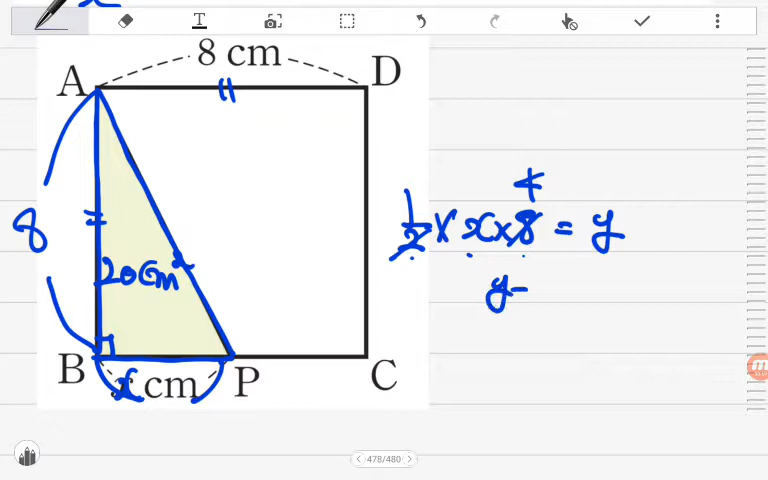 T
8 cm
A
D
8
20cm²
B
x cm
P
C
4
1/2 × x × 8 = y
y =
478/480